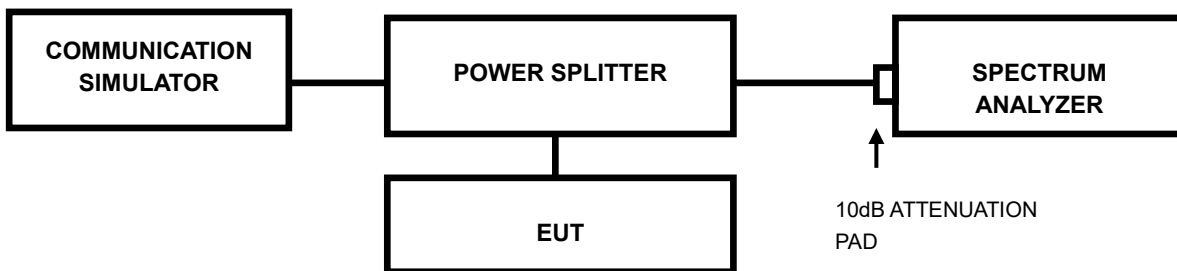 COMMUNICATION
SIMULATOR
POWER SPLITTER
SPECTRUM
ANALYZER
EUT
10dB ATTENUATION
PAD